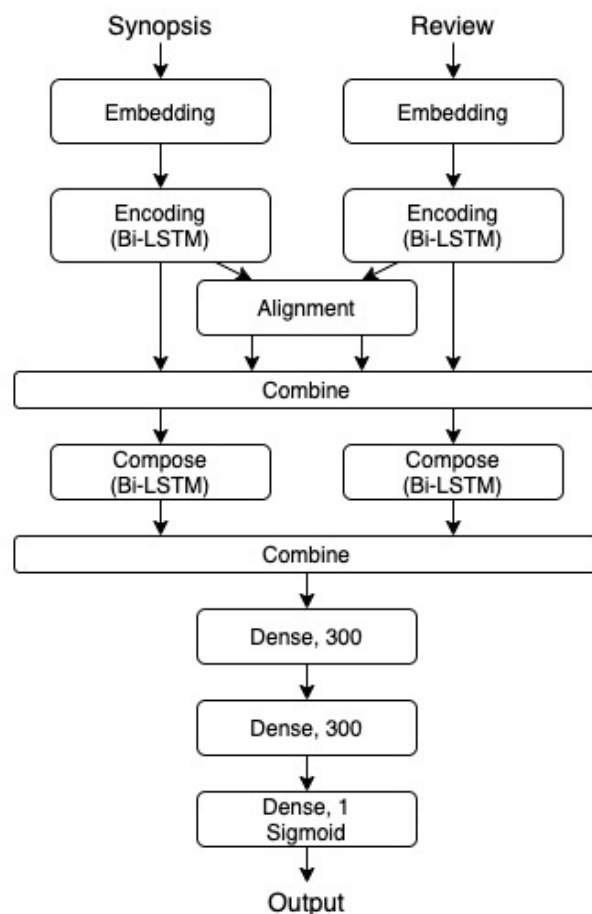 Synopsis
Review
Embedding
Embedding
Encoding
(Bi-LSTM)
Encoding
(Bi-LSTM)
Alignment
Combine
Compose
(Bi-LSTM)
Compose
(Bi-LSTM)
Combine
Dense, 300
Dense, 300
Dense, 1
Sigmoid
Output